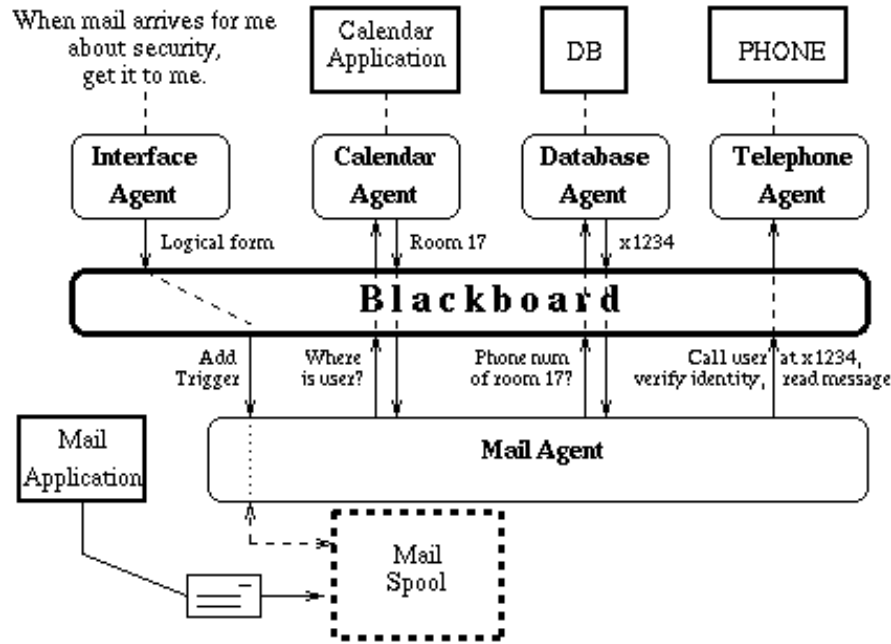 When mail arrives for me
about security,
get it to me.
Calendar
Application
DB
PHONE
Interface
Agent
Calendar
Agent
Database
Agent
Telephone
Agent
Logical form
Room 17
x1234
Blackboard
Add
Trigger
Where
is user?
Phone num
of room 17?
Call user at x1234,
verify identity, read message
Mail
Application
Mail Agent
Mail
Spool